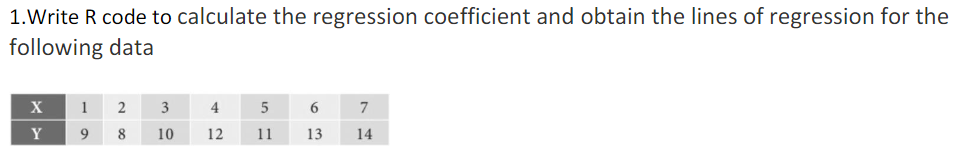 1.Write R code to calculate the regression coefficient and obtain the lines of regression for the
following data
X 1 2 3 4 5 6 7
Y 9 8 10 12 11 13 14